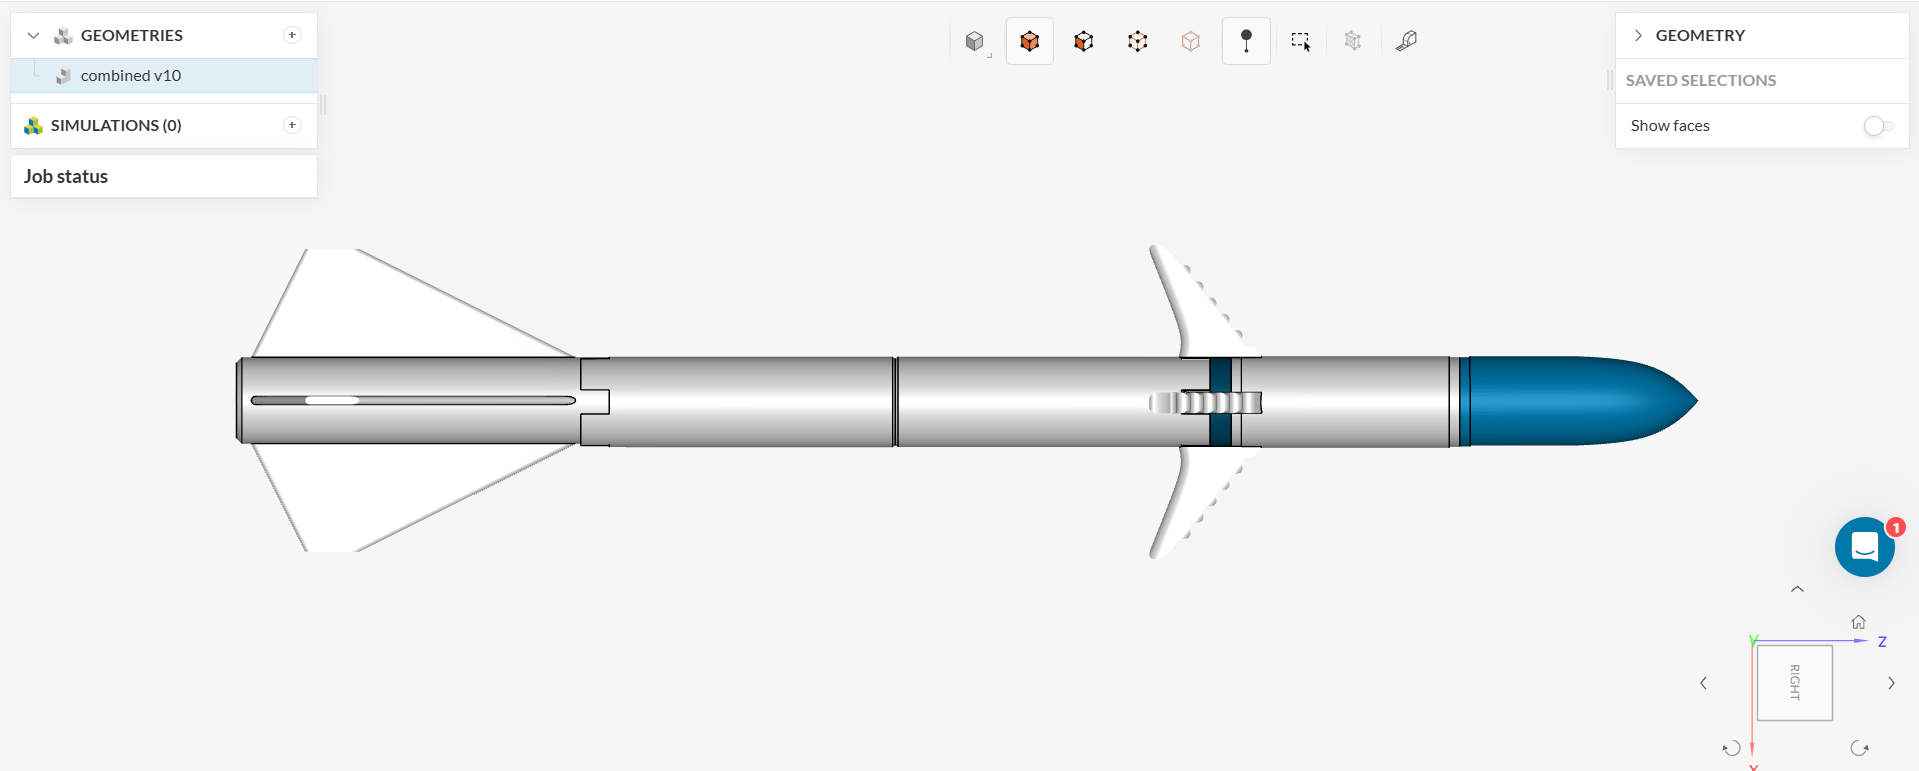 GEOMETRIES
combined v10
SIMULATIONS (0)
Job status
GEOMETRY
SAVED SELECTIONS
Show faces
1
Y
Z
RIGHT
X